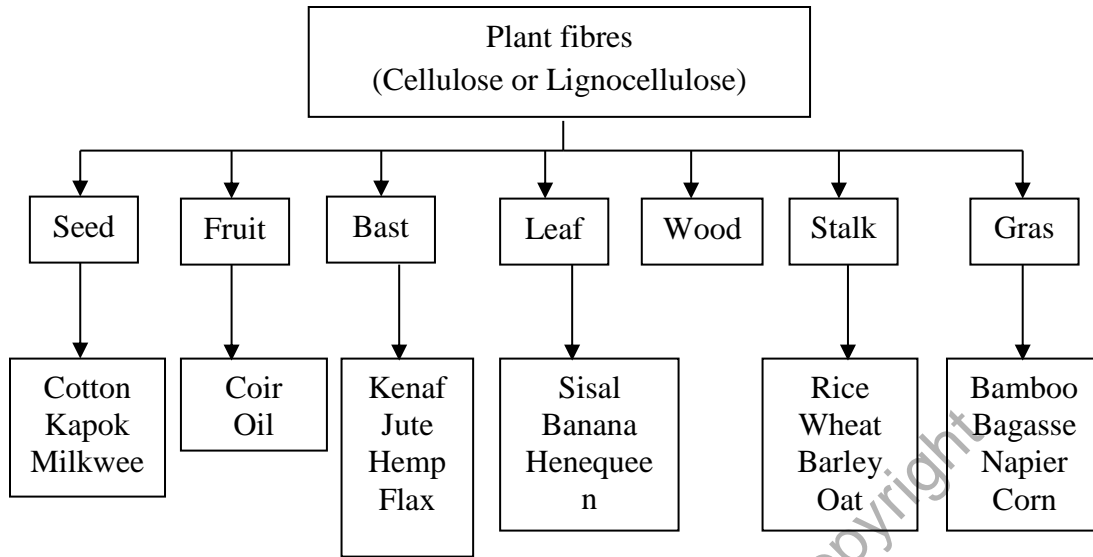 Plant fibres
(Cellulose or Lignocellulose)
Seed
Fruit
Bast
Leaf
Wood
Stalk
Gras
Cotton
Kapok
Milkwee
Coir
Oil
Kenaf
Jute
Hemp
Flax
Sisal
Banana
Henequee
n
Rice
Wheat
Barley
Oat
Bamboo
Bagasse
Napier
Corn